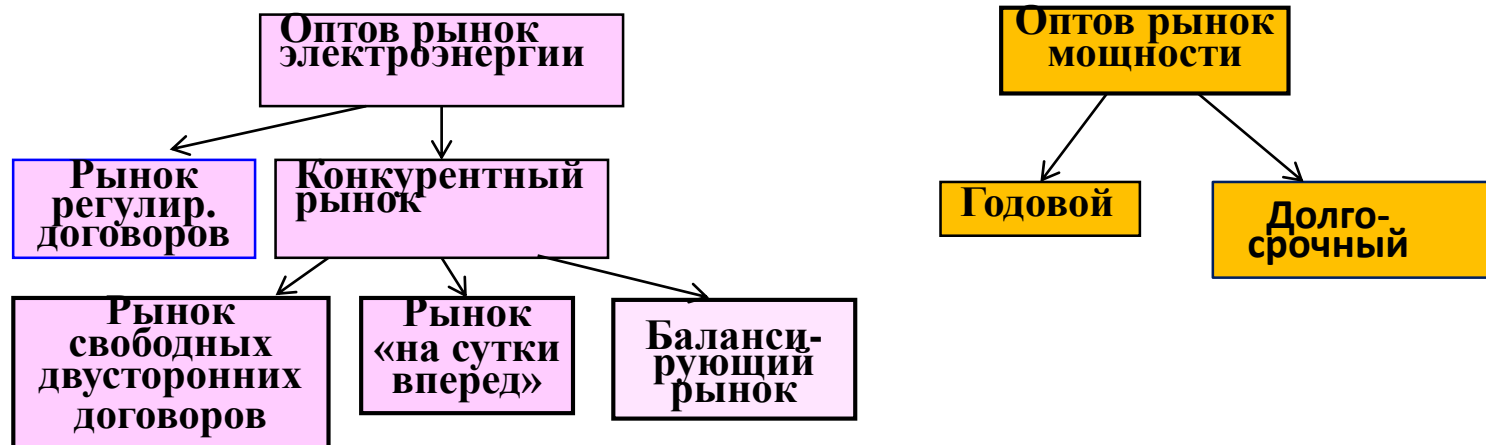 Оптов рынок
электроэнергии
Оптов рынок
мощности
Рынок
регулир.
договоров
Конкурентный
рынок
Годовой
Долго-
срочный
Рынок
свободных
двусторонних
договоров
Рынок
«на сутки
вперед»
Баланси-
рующий
рынок